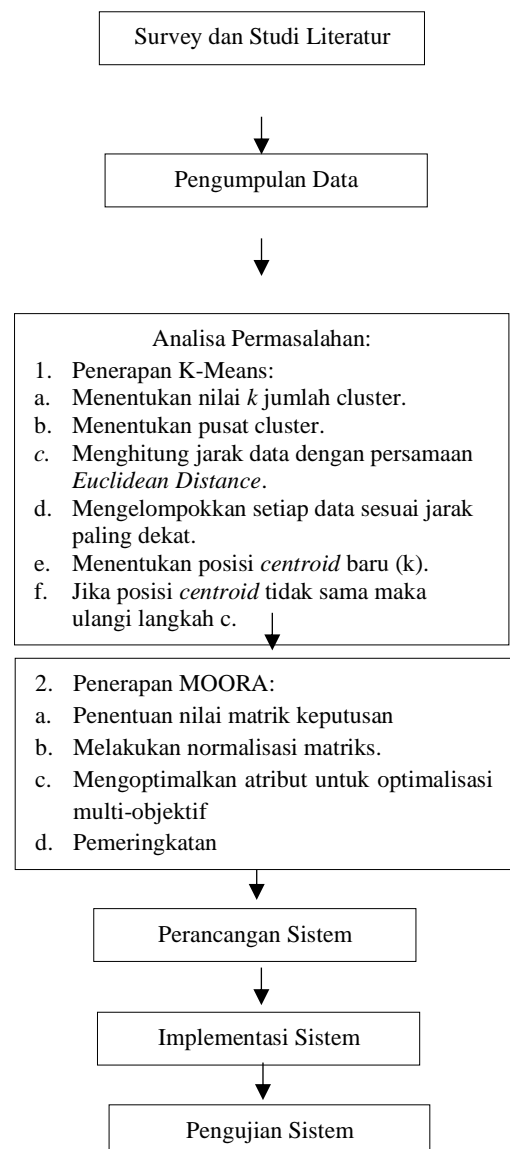 Survey dan Studi Literatur
Pengumpulan Data
Analisa Permasalahan:
1. Penerapan K-Means:
a. Menentukan nilai k jumlah cluster.
b. Menentukan pusat cluster.
c. Menghitung jarak data dengan persamaan
Euclidean Distance.
d. Mengelompokkan setiap data sesuai jarak
paling dekat.
e. Menentukan posisi centroid baru (k).
f. Jika posisi centroid tidak sama maka
ulangi langkah c.
2. Penerapan MOORA:
a. Penentuan nilai matrik keputusan
b. Melakukan normalisasi matriks.
c. Mengoptimalkan atribut untuk optimalisasi
multi-objektif
d. Pemeringkatan
Perancangan Sistem
Implementasi Sistem
Pengujian Sistem